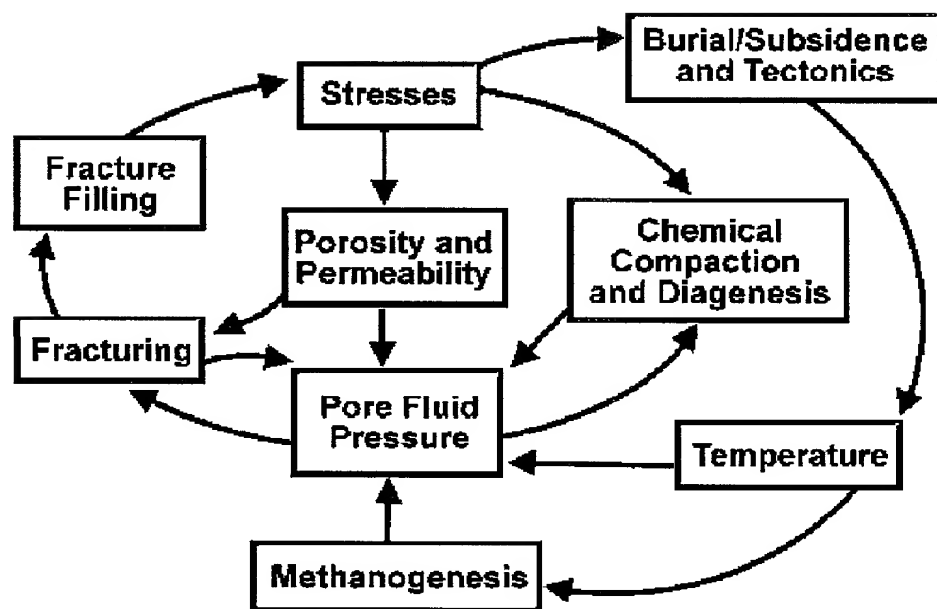 Burial/Subsidence
and Tectonics
Stresses
Fracture
Filling
Porosity and
Permeability
Chemical
Compaction
and Diagenesis
Fracturing
Pore Fluid
Pressure
Temperature
Methanogenesis